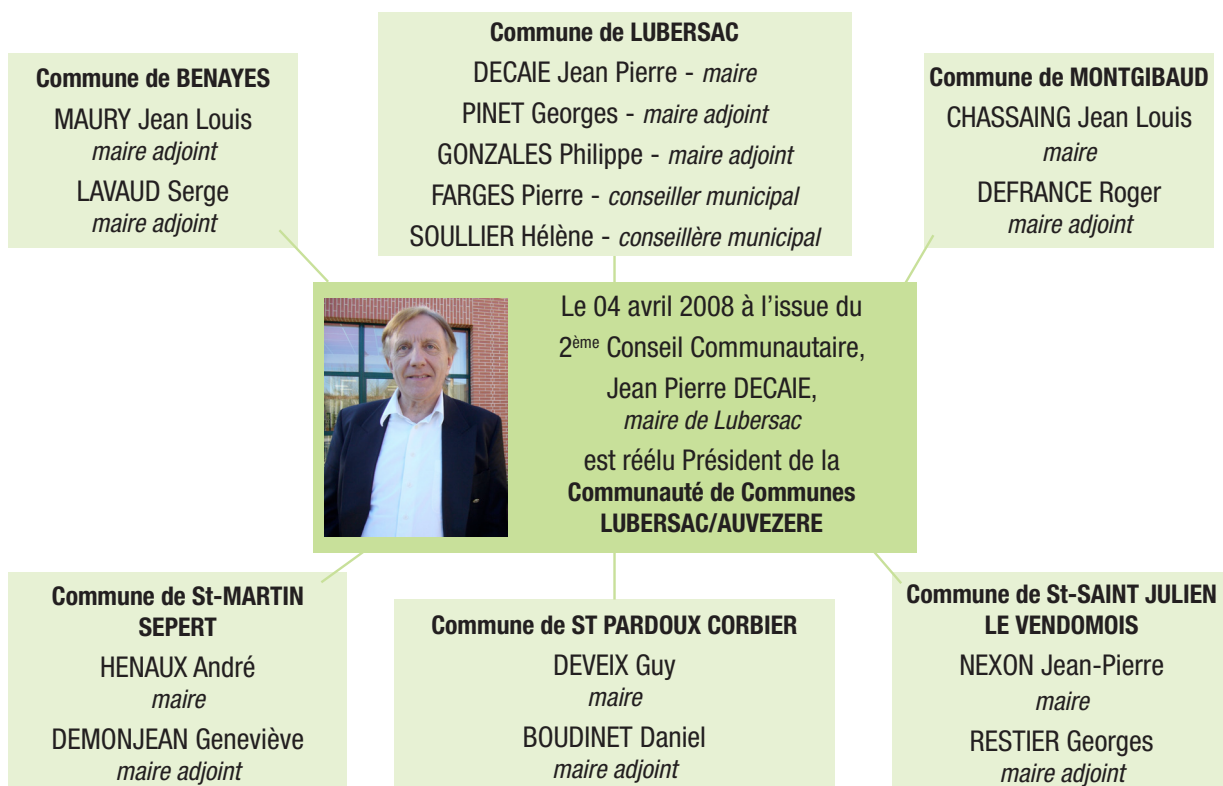 Commune de BENAYES
MAURY Jean Louis
maire adjoint
LAVAUD Serge
maire adjoint
Commune de LUBERSAC
DECAIE Jean Pierre - maire
PINET Georges - maire adjoint
GONZALES Philippe - maire adjoint
FARGES Pierre - conseiller municipal
SOULLIER Hélène - conseillère municipal
Commune de MONTGIBAUD
CHASSAING Jean Louis
maire
DEFRANCE Roger
maire adjoint
Le 04 avril 2008 à l’issue du
2ème Conseil Communautaire,
Jean Pierre DECAIE,
maire de Lubersac
est réélu Président de la
Communauté de Communes
LUBERSAC/AUVEZERE
Commune de St-MARTIN
SEPERT
HENAUX André
maire
DEMONJEAN Geneviève
maire adjoint
Commune de ST PARDOUX CORBIER
DEVEIX Guy
maire
BOUDINET Daniel
maire adjoint
Commune de St-SAINT JULIEN
LE VENDOMOIS
NEXON Jean-Pierre
maire
RESTIER Georges
maire adjoint